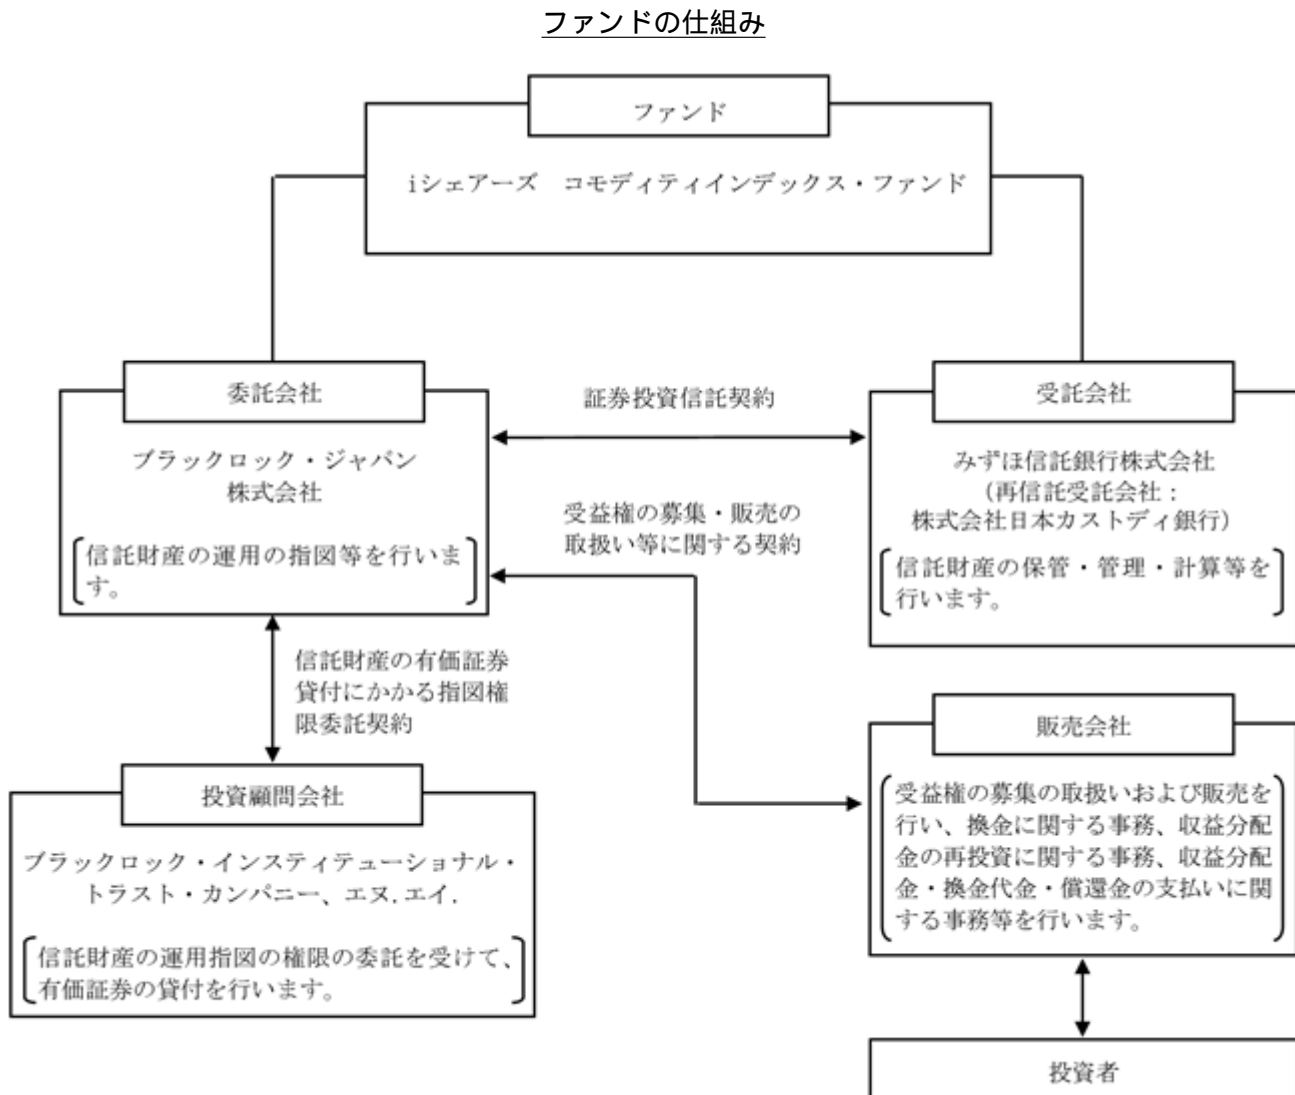 ファンドの仕組み
ファンド
iシェアーズ　コモディティインデックス・ファンド
委託会社
ブラックロック・ジャパン
株式会社
信託財産の運用の指図等を行いま
す。
証券投資信託契約
受益権の募集・販売の
取扱い等に関する契約
受託会社
みずほ信託銀行株式会社
（再信託受託会社：
株式会社日本カストディ銀行）
信託財産の保管・管理・計算等を
行います。
信託財産の有価証券
貸付にかかる指図権
限委託契約
投資顧問会社
ブラックロック・インスティテューショナル・
トラスト・カンパニー、エヌ.エイ.
信託財産の運用指図の権限の委託を受けて、
有価証券の貸付を行います。
販売会社
受益権の募集の取扱いおよび販売を
行い、換金に関する事務、収益分配
金の再投資に関する事務、収益分配
金・換金代金・償還金の支払いに関
する事務等を行います。
投資者